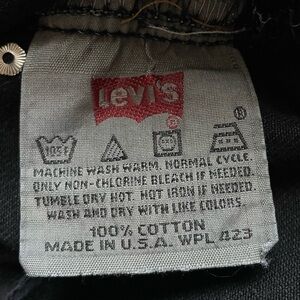 Levi's
®
105 F
®
MACHINE WASH WARM. NORMAL CYCLE.
ONLY NON-CHLORINE BLEACH IF NEEDED.
TUMBLE DRY HOT. HOT IRON IF NEEDED.
WASH AND DRY WITH LIKE COLORS.
100% COTTON
MADE IN U.S.A. WPL 423